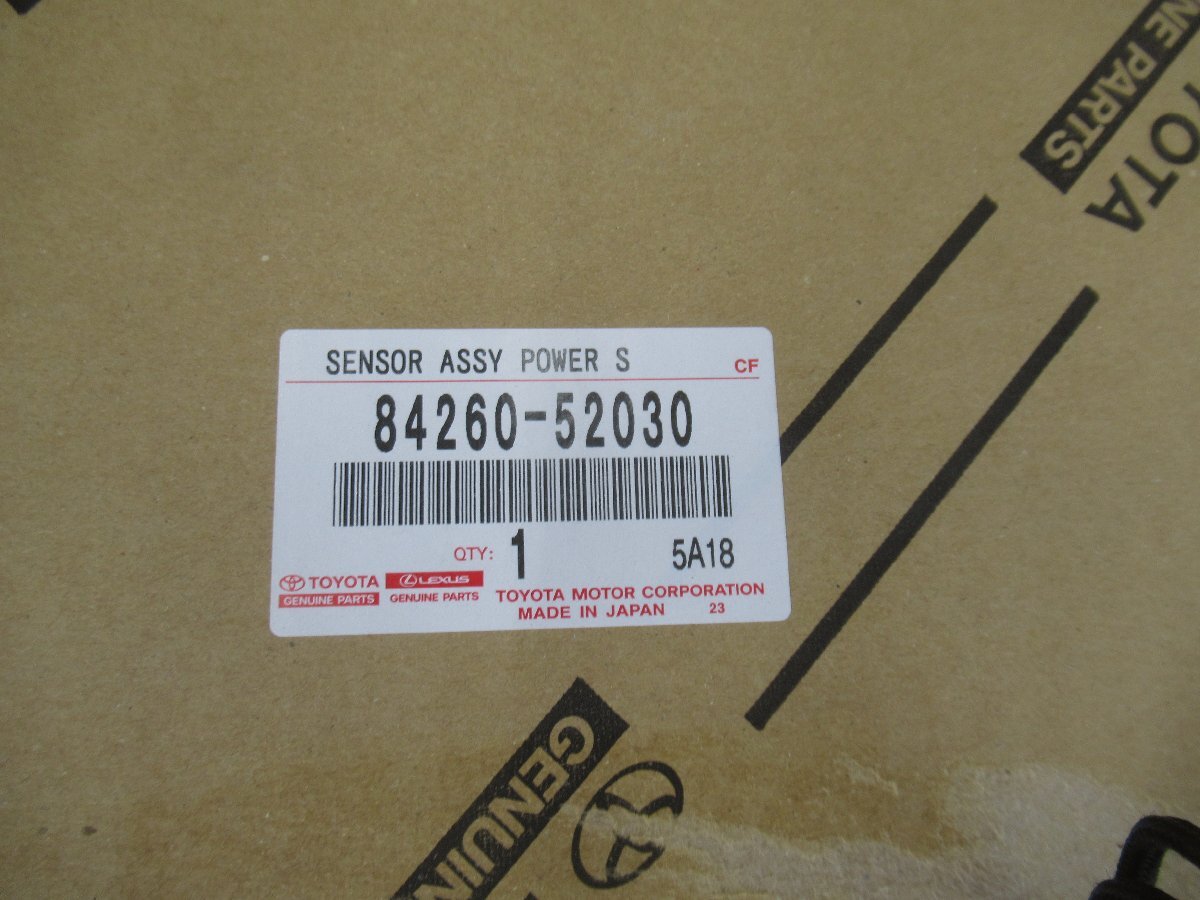 NE PARTS
OTA
SENSOR ASSY POWER S
CF
84260-52030
QTY: 1 5A18
TOYOTA
GENUINE PARTS
LEXUS
GENUINE PARTS
TOYOTA MOTOR CORPORATION
MADE IN JAPAN 23
GENUIN